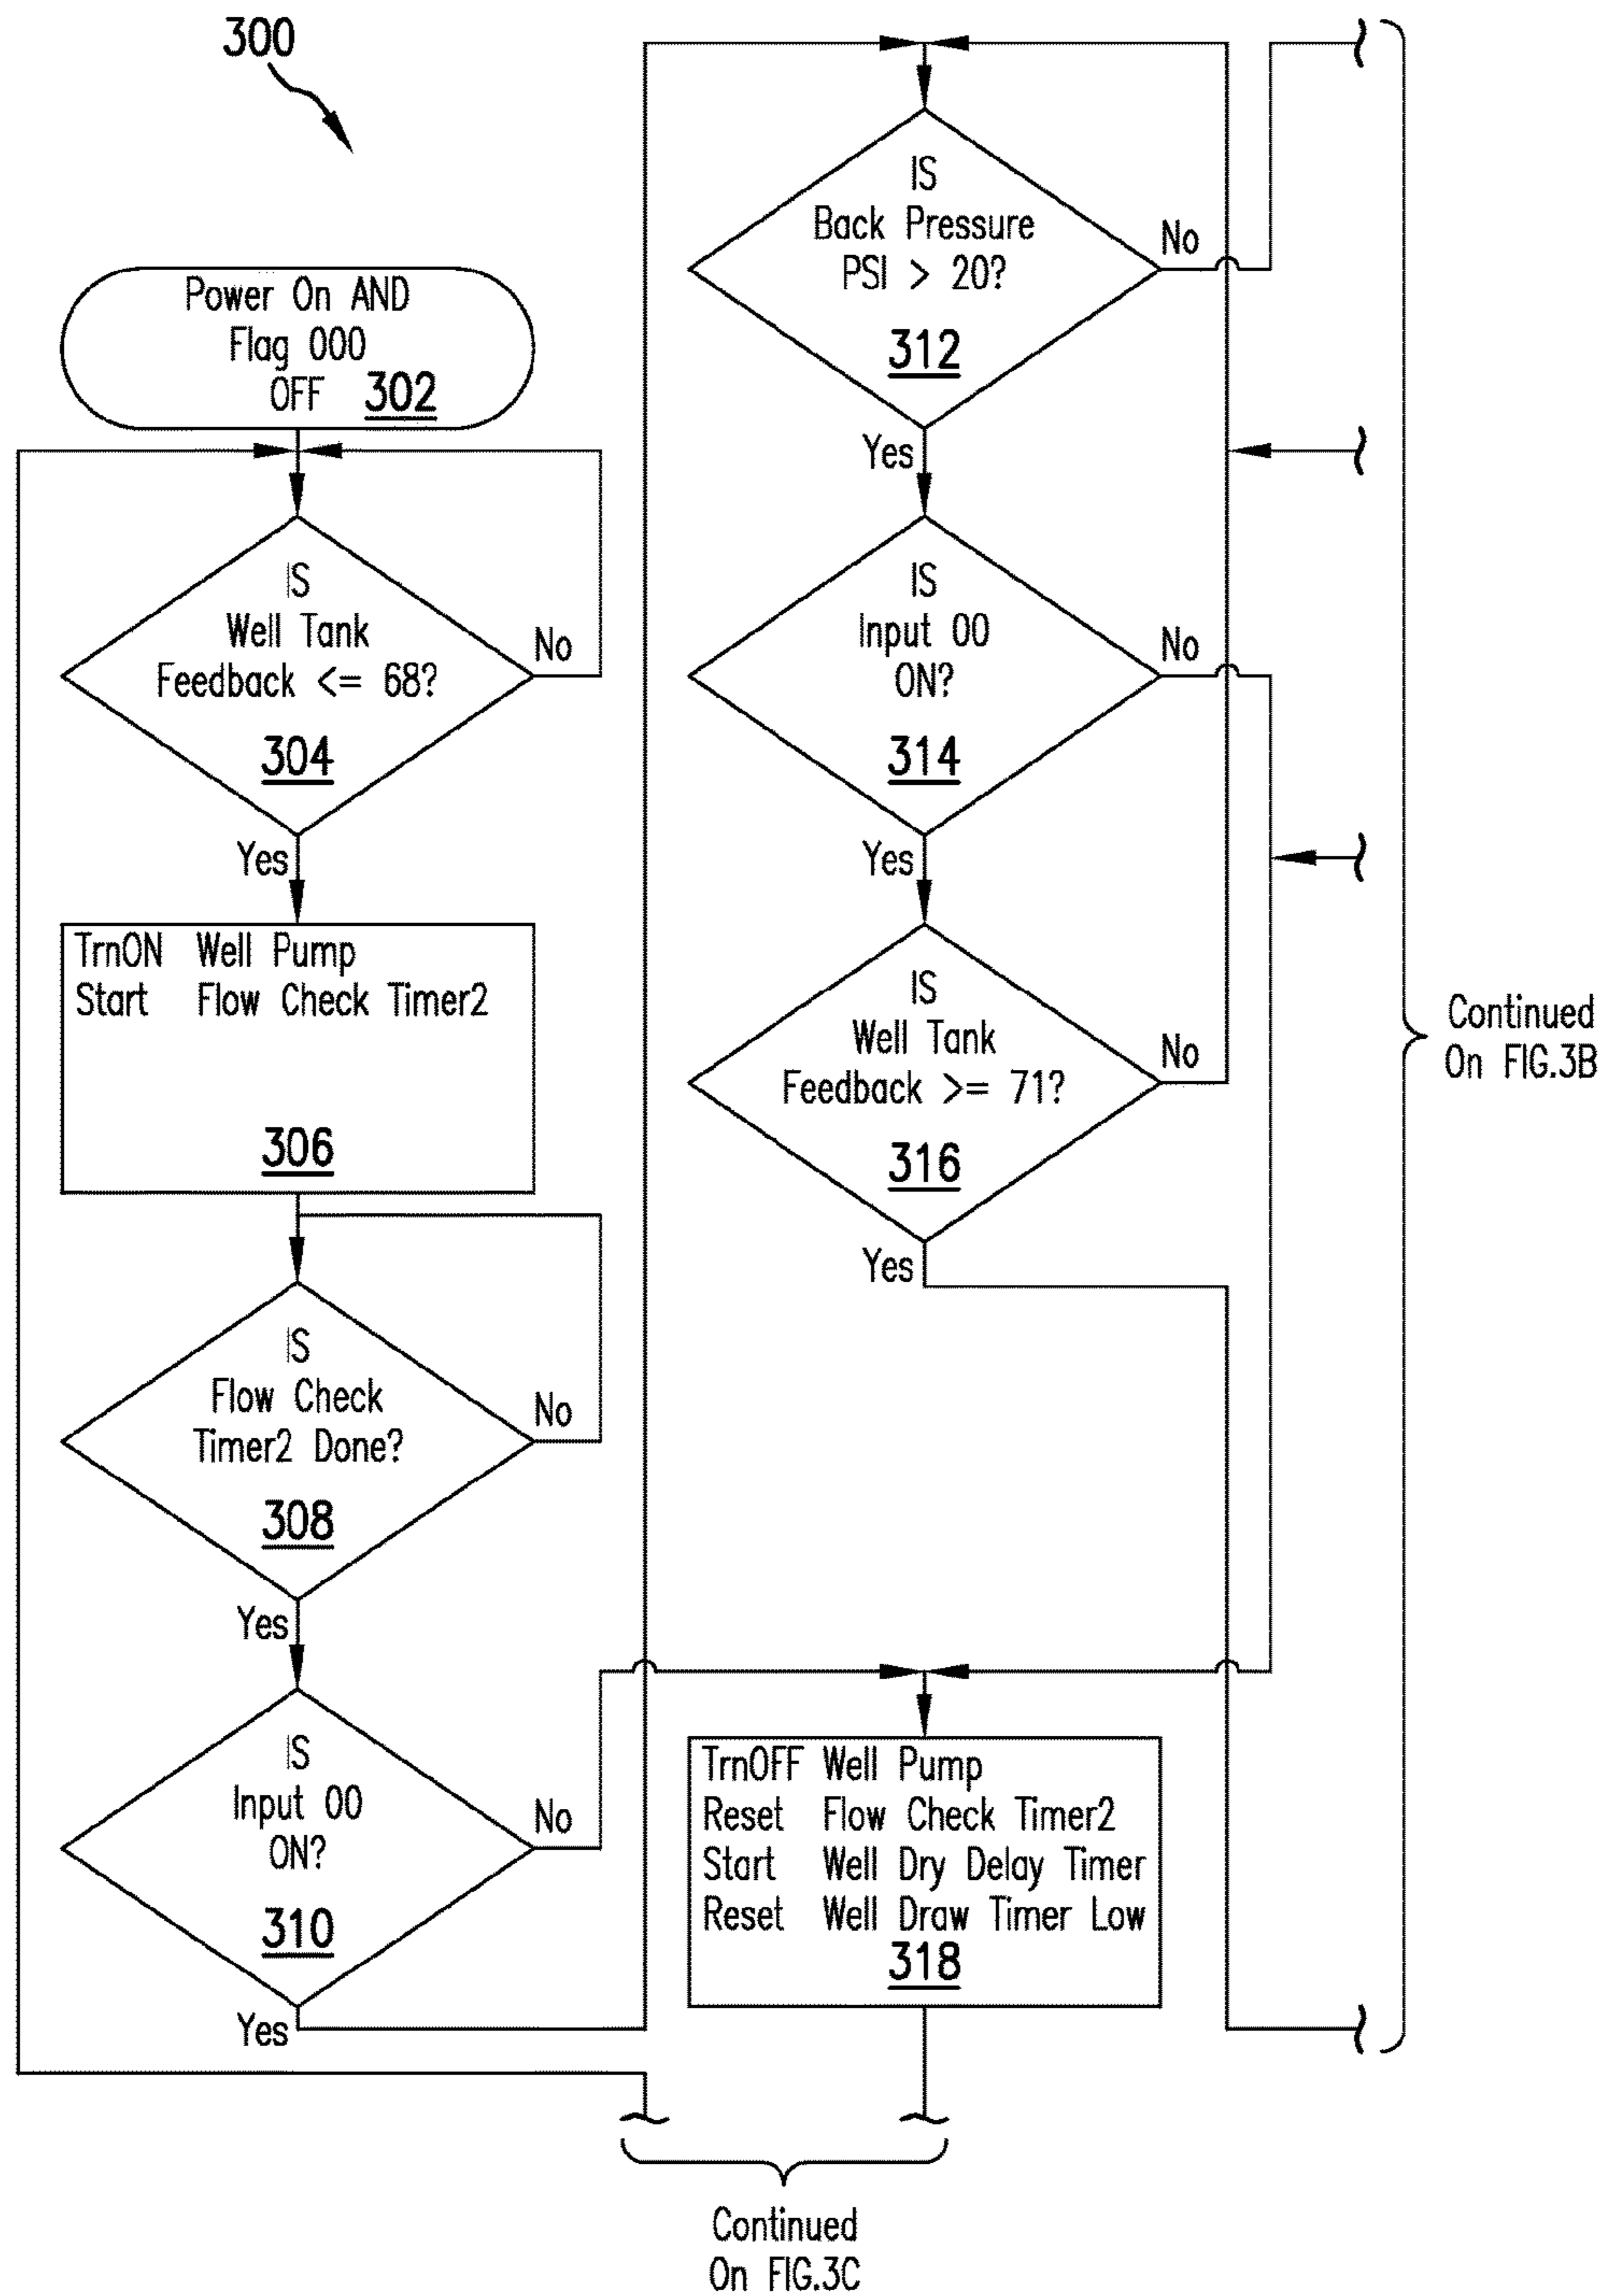 300
Power On AND
Flag 000
OFF 302
IS
Well Tank
Feedback <= 68?
304
No
Yes
TrnON Well Pump
Start Flow Check Timer2
306
IS
Flow Check
Timer2 Done?
308
No
Yes
IS
Input 00
ON?
310
No
Yes
IS
Back Pressure
PSI > 20?
312
No
Yes
IS
Input 00
ON?
314
No
Yes
IS
Well Tank
Feedback >= 71?
316
No
Yes
TrnOFF Well Pump
Reset Flow Check Timer2
Start Well Dry Delay Timer
Reset Well Draw Timer Low
318
Continued
On FIG.3B
Continued
On FIG.3C